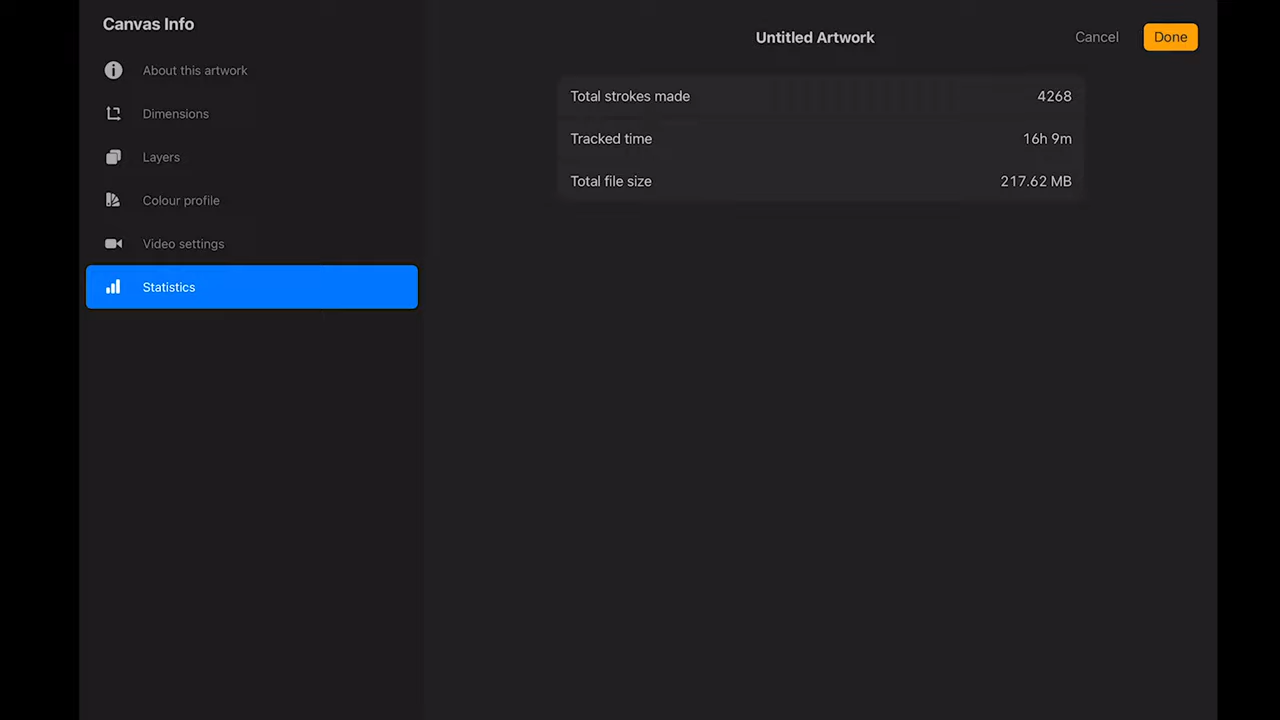 Canvas Info
About this artwork
Dimensions
Layers
Colour profile
Video settings
Statistics
Untitled Artwork
Cancel
Done
Total strokes made 4268
Tracked time 16h 9m
Total file size 217.62 MB